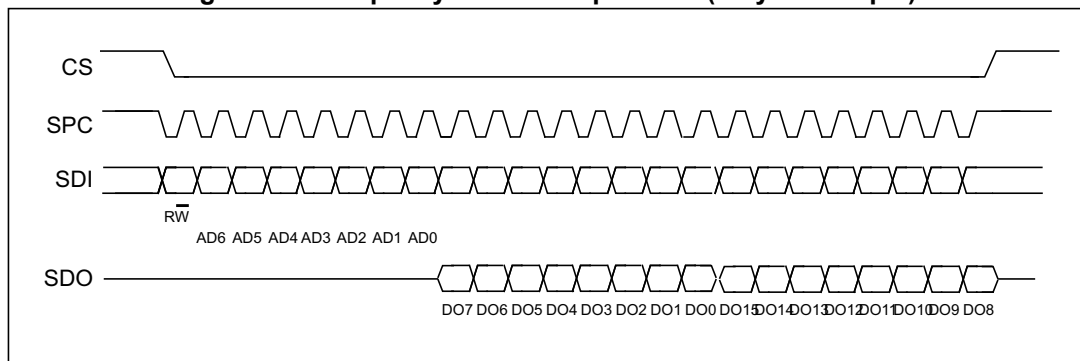 CS
SPC
SDI
RW
AD6 AD5 AD4 AD3 AD2 AD1 AD0
SDO
DO7 DO6 DO5 DO4 DO3 DO2 DO1 DO0 DO15 DO14 DO13 DO12 DO11 DO10 DO9 DO8